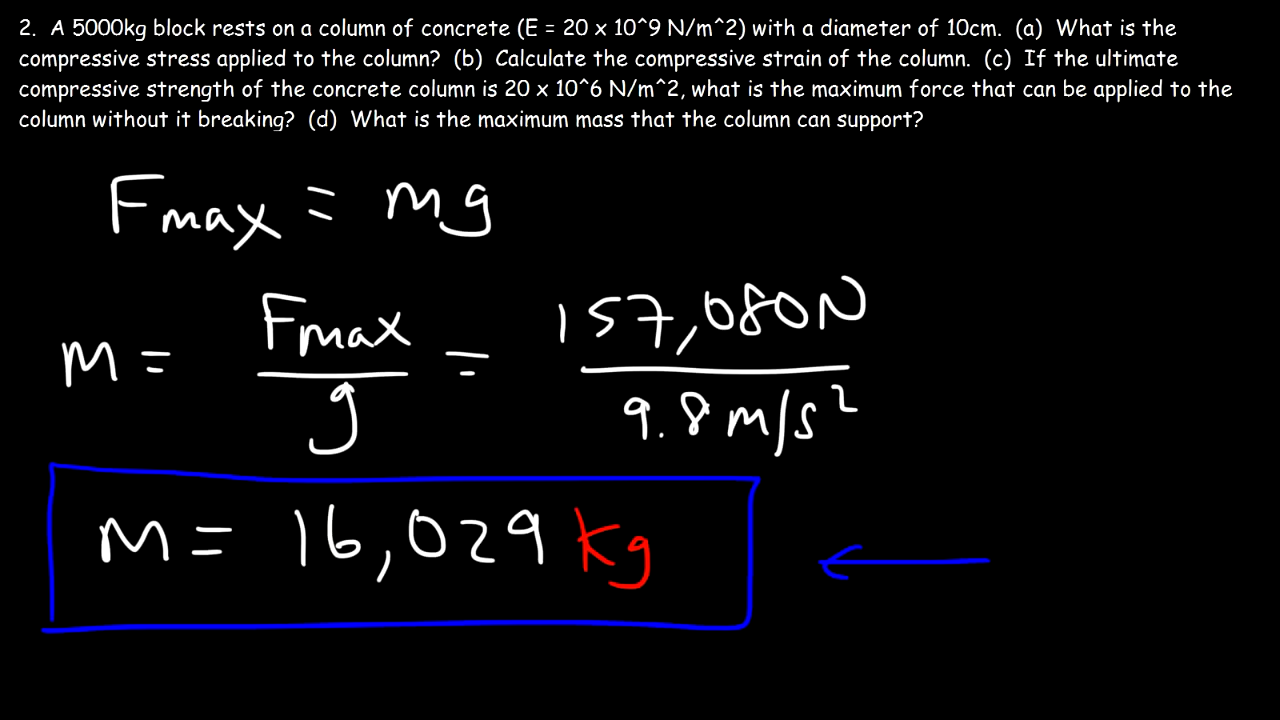 2. A 5000kg block rests on a column of concrete (E = 20 x 10^9 N/m^2) with a diameter of 10cm. (a) What is the
compressive stress applied to the column? (b) Calculate the compressive strain of the column. (c) If the ultimate
compressive strength of the concrete column is 20 x 10^6 N/m^2, what is the maximum force that can be applied to the
column without it breaking? (d) What is the maximum mass that the column can support?
Fmax = mg
m = Fmax/g = 157,080N/9.8m/s²
m = 16,029 kg